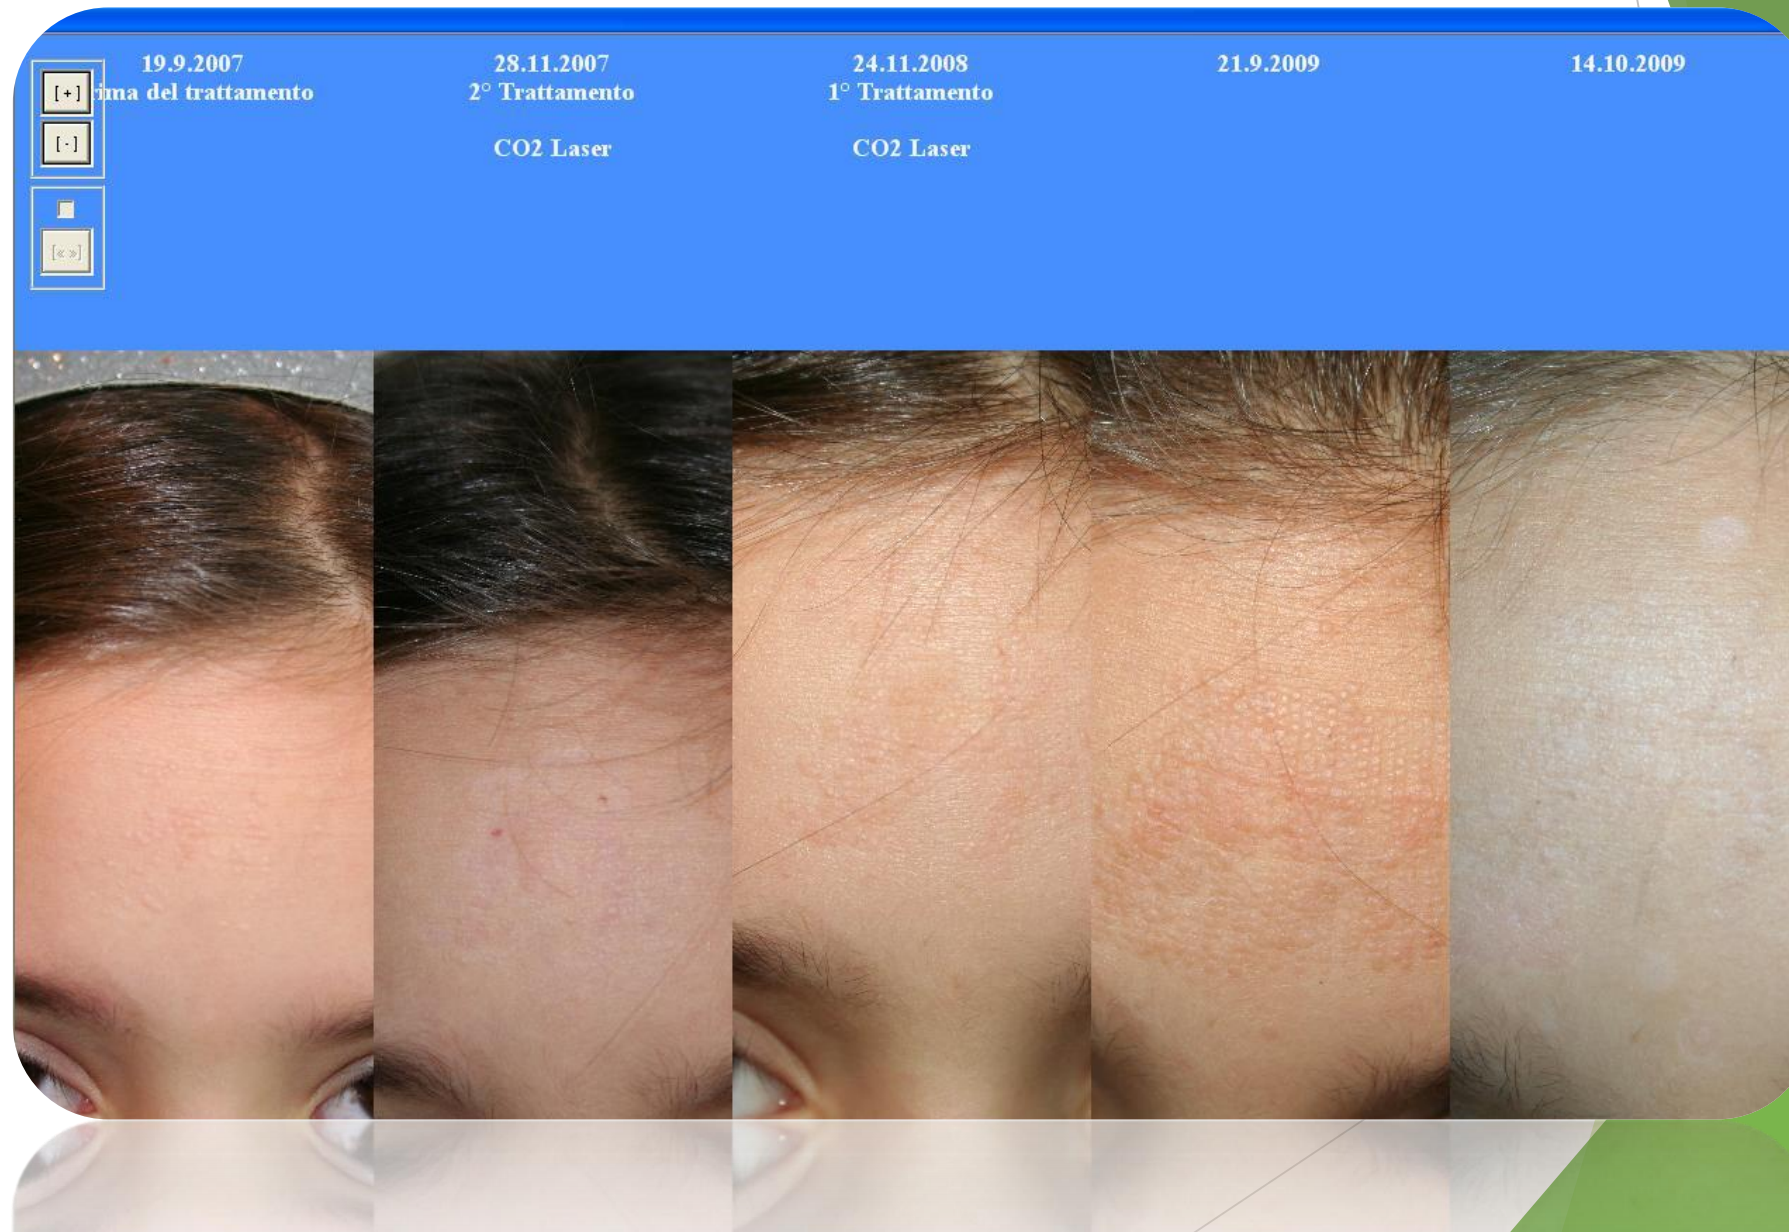 19.9.2007
rima del trattamento
28.11.2007
2° Trattamento
CO2 Laser
24.11.2008
1° Trattamento
CO2 Laser
21.9.2009
14.10.2009
[+]
[-]
[« »]